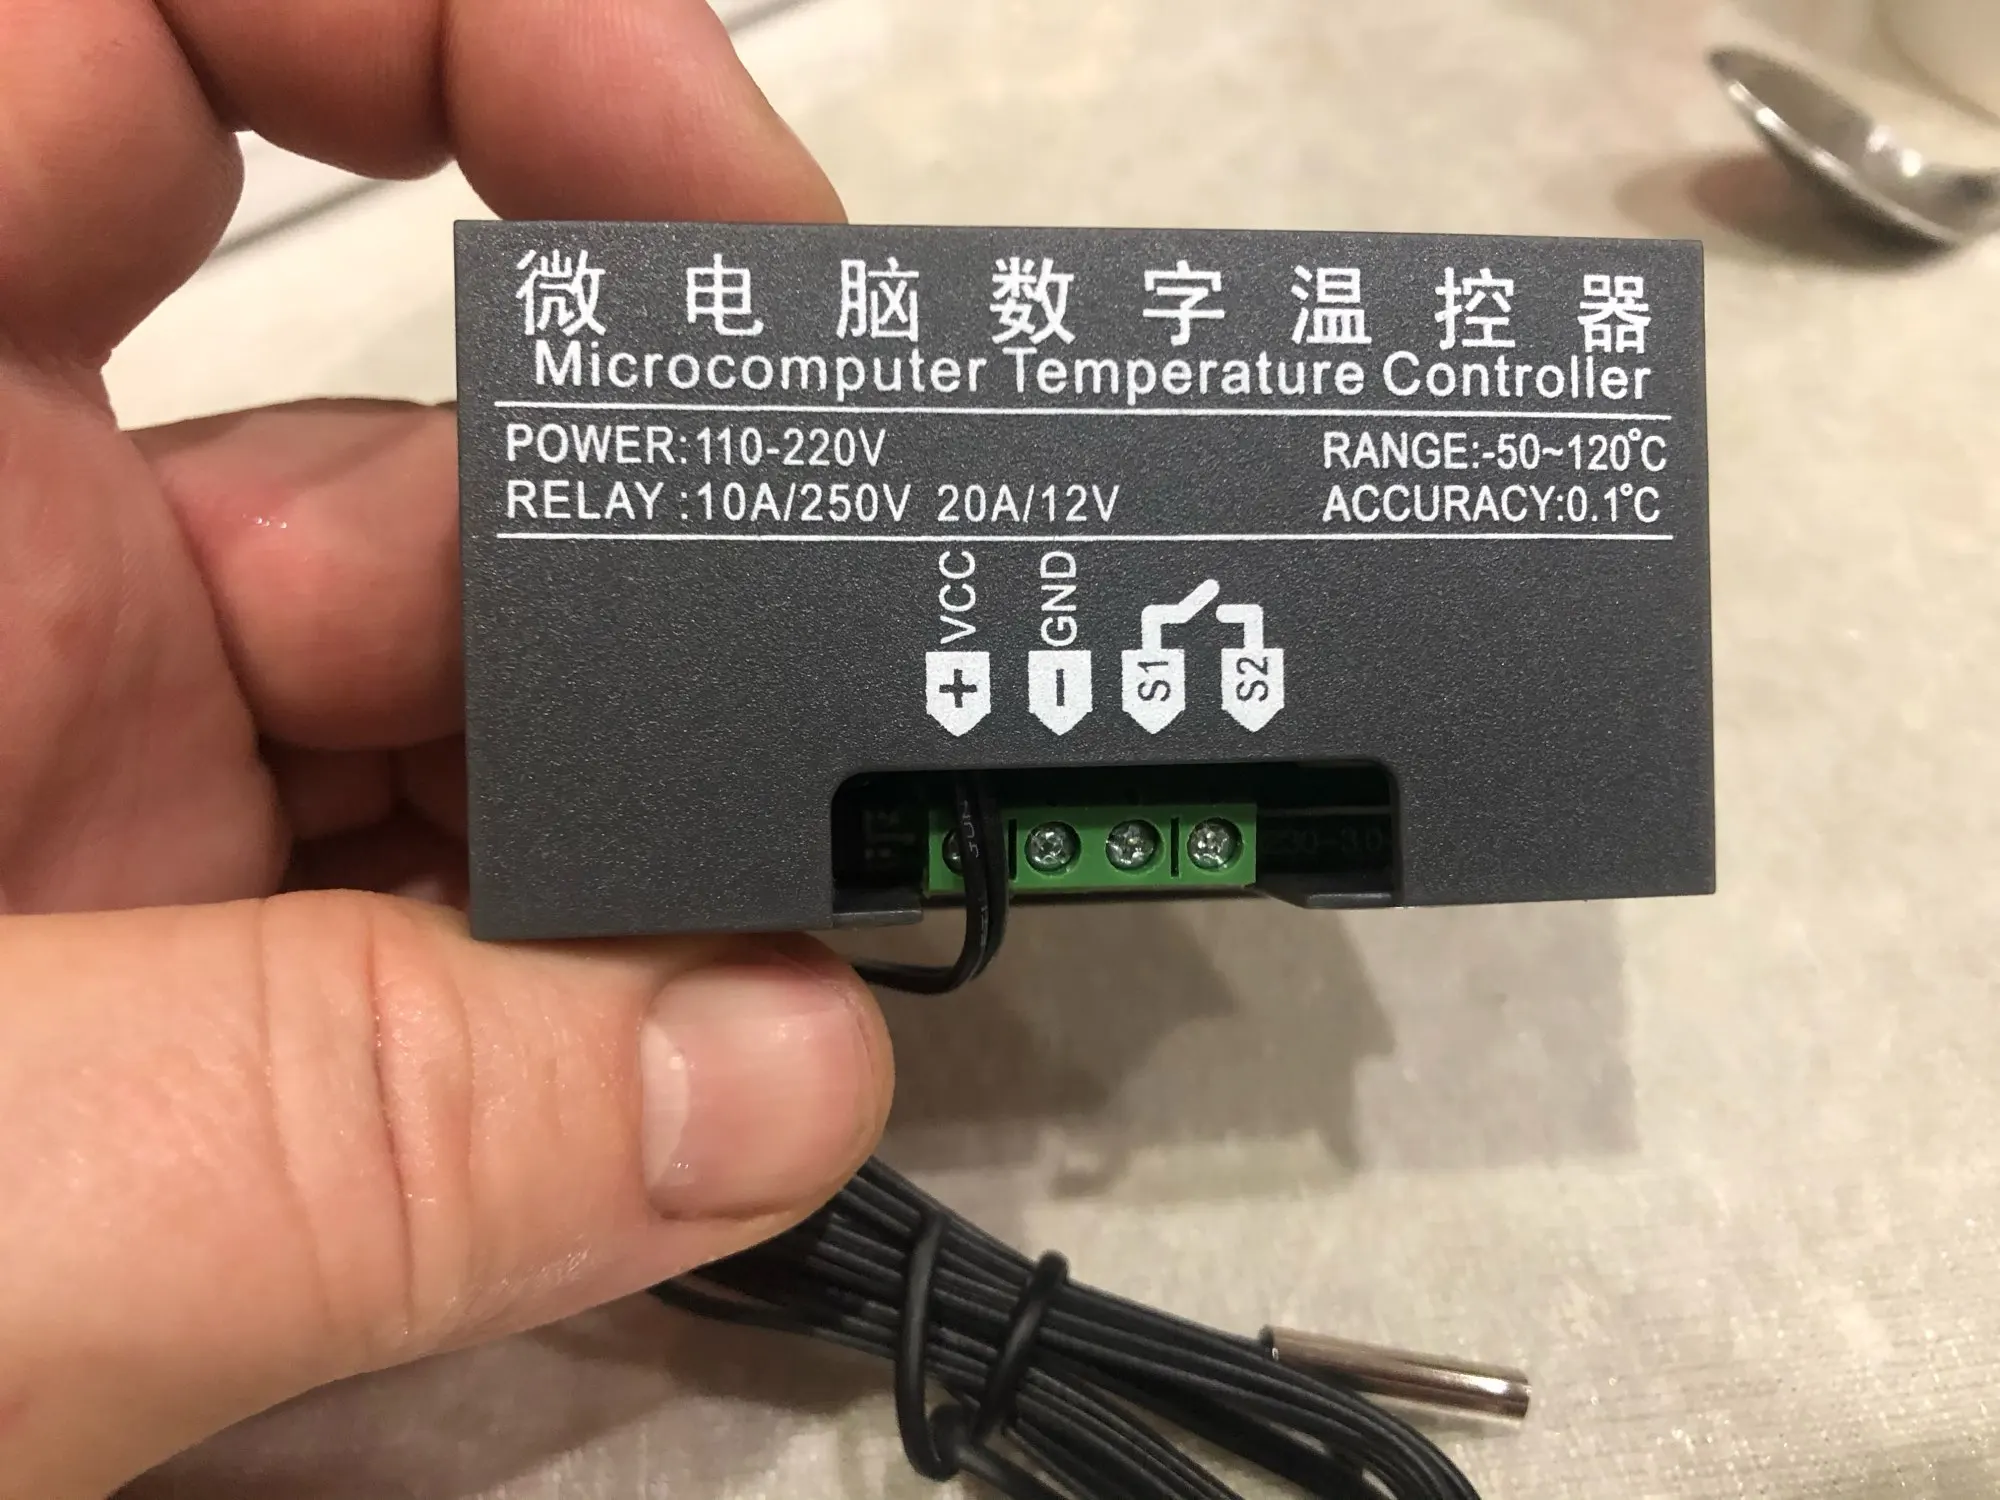 微电脑数字温控器
Microcomputer Temperature Controller
POWER:110-220V
RELAY :10A/250V 20A/12V
RANGE:-50~120°C
ACCURACY:0.1°C
+VCC
-GND
S1
S2